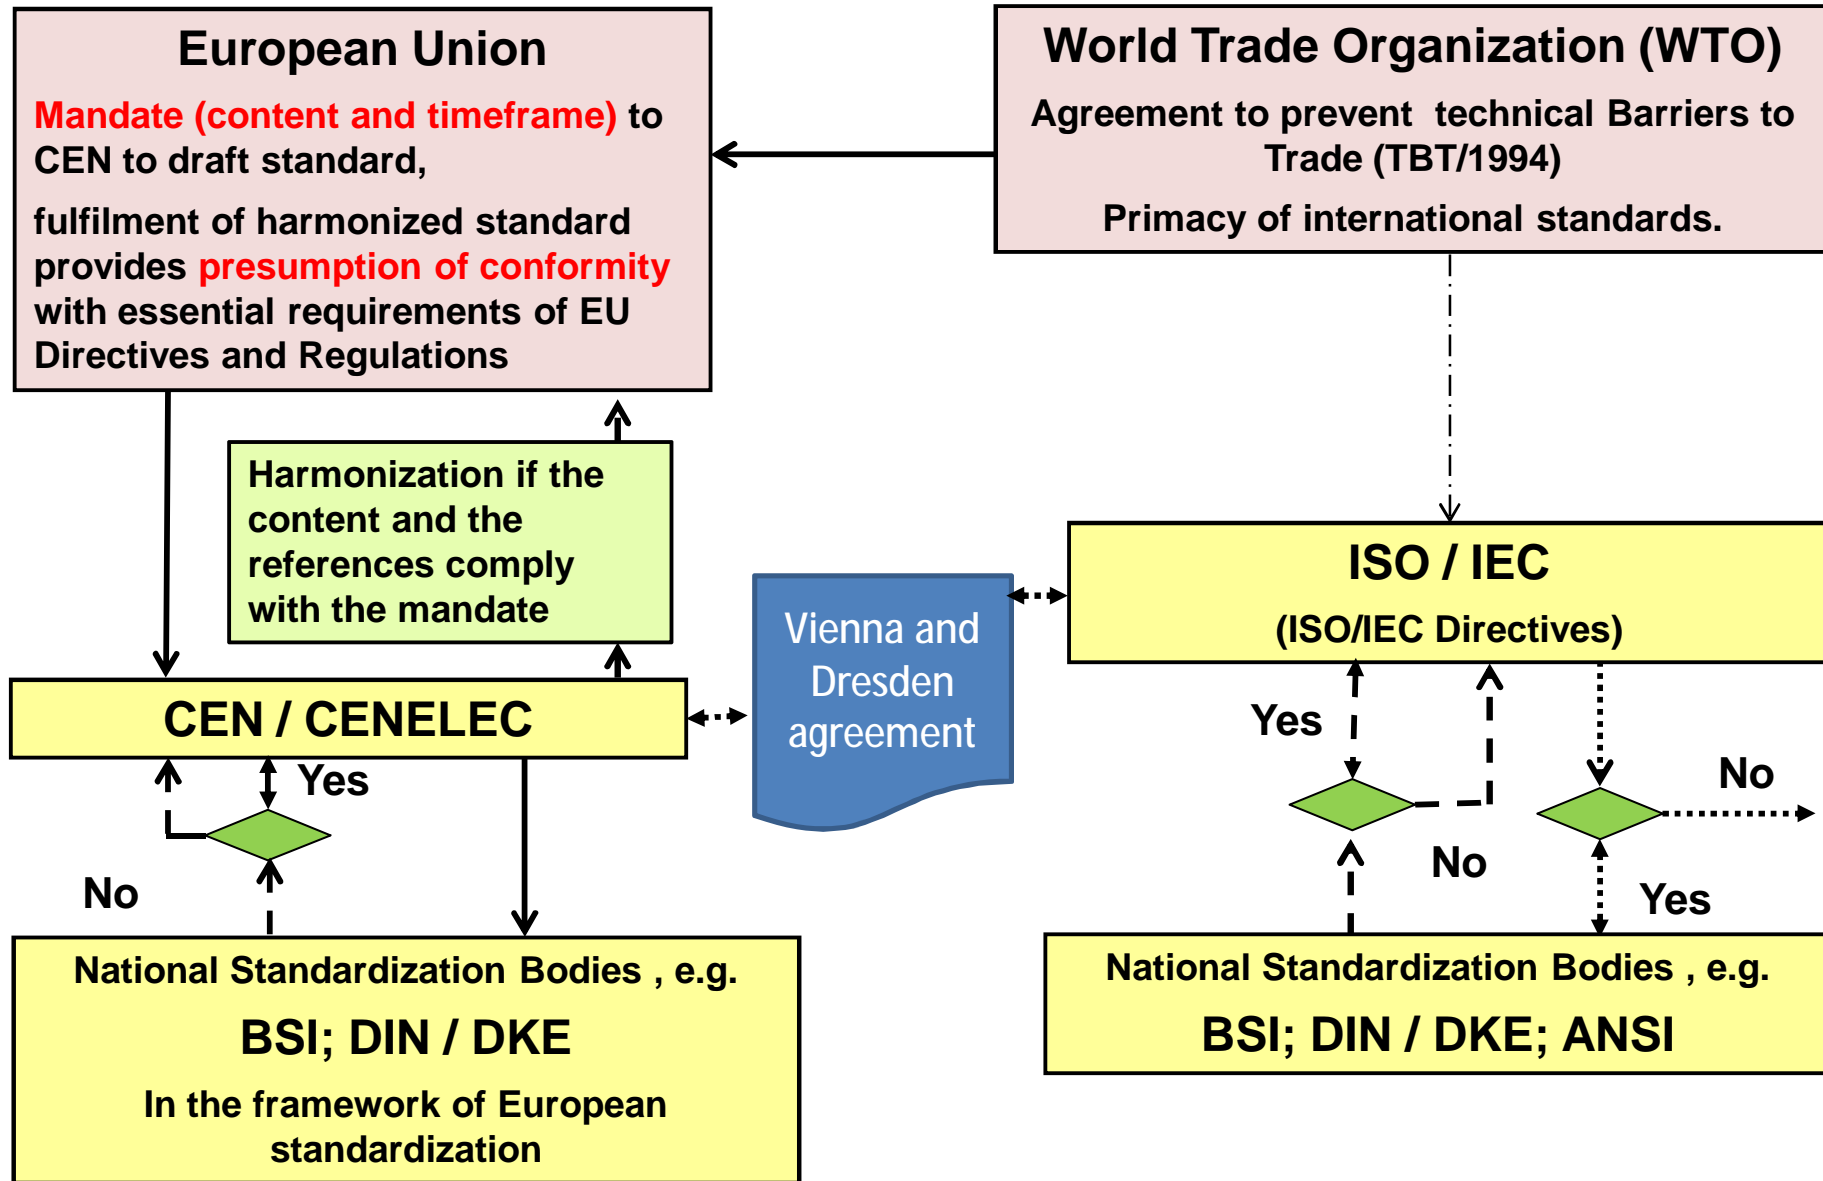 European Union
Mandate (content and timeframe) to
CEN to draft standard,
fulfilment of harmonized standard
provides presumption of conformity
with essential requirements of EU
Directives and Regulations
World Trade Organization (WTO)
Agreement to prevent technical Barriers to
Trade (TBT/1994)
Primacy of international standards.
Harmonization if the
content and the
references comply
with the mandate
Vienna and
Dresden
agreement
ISO / IEC
(ISO/IEC Directives)
CEN / CENELEC
Yes
No
Yes
No
No
Yes
National Standardization Bodies , e.g.
BSI; DIN / DKE
In the framework of European
standardization
National Standardization Bodies , e.g.
BSI; DIN / DKE; ANSI